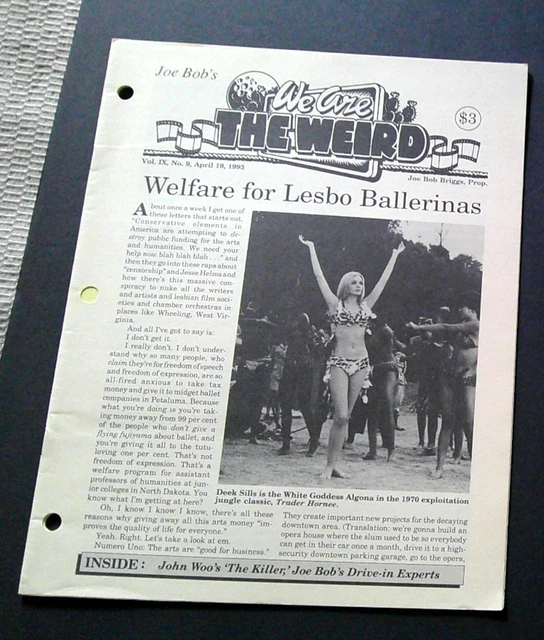 Joe Bob's
We Are
THE WEIRD
$3
Vol. IX, No. 9, April 19, 1993
Joe Bob Briggs, Prop.
Welfare for Lesbo Ballerinas
About once a week I get one of
these letters that starts out,
"Conservative elements in
America are attempting to de-
stroy public funding for the arts
and humanities. We need your
help now blah blah blah . . ." and
then they go into these raps about
"censorship" and Jesse Helms and
how there's this massive con-
spiracy to nuke all the writers
and artists and lesbian film soci-
eties and chamber orchestras in
places like Wheeling, West Vir-
ginia.
And all I've got to say is:
I don't get it.
I really don't. I don't under-
stand why so many people, who
claim they're for freedom of speech
and freedom of expression, are so
all-fired anxious to take tax
money and give it to midget ballet
companies in Petaluma. Because
what you're doing is you're tak-
ing money away from 99 per cent
of the people who don't give a
flying fujiyama about ballet, and
you're giving it all to the tutu-
loving one per cent. That's not
freedom of expression. That's a
welfare program for assistant
professors of humanities at jun-
ior colleges in North Dakota. You
know what I'm getting at here?
Oh, I know I know I know, there's all these
reasons why giving away all this arts money "im-
proves the quality of life for everyone."
Yeah. Right. Let's take a look at em.
Numero Uno: The arts are "good for business."
Deek Sills is the White Goddess Algona in the 1970 exploitation
jungle classic, Trader Hornee.
They create important new projects for the decaying
downtown area. (Translation: we're gonna build an
opera house where the slum used to be so everybody
can get in their car once a month, drive it to a high-
security downtown parking garage, go to the opera,
INSIDE: John Woo's 'The Killer,' Joe Bob's Drive-in Experts